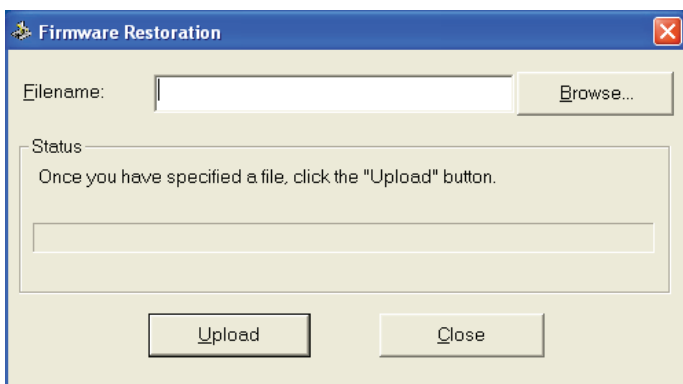 Firmware Restoration
Filename:
Browse...
Status
Once you have specified a file, click the "Upload" button.
Upload
Close